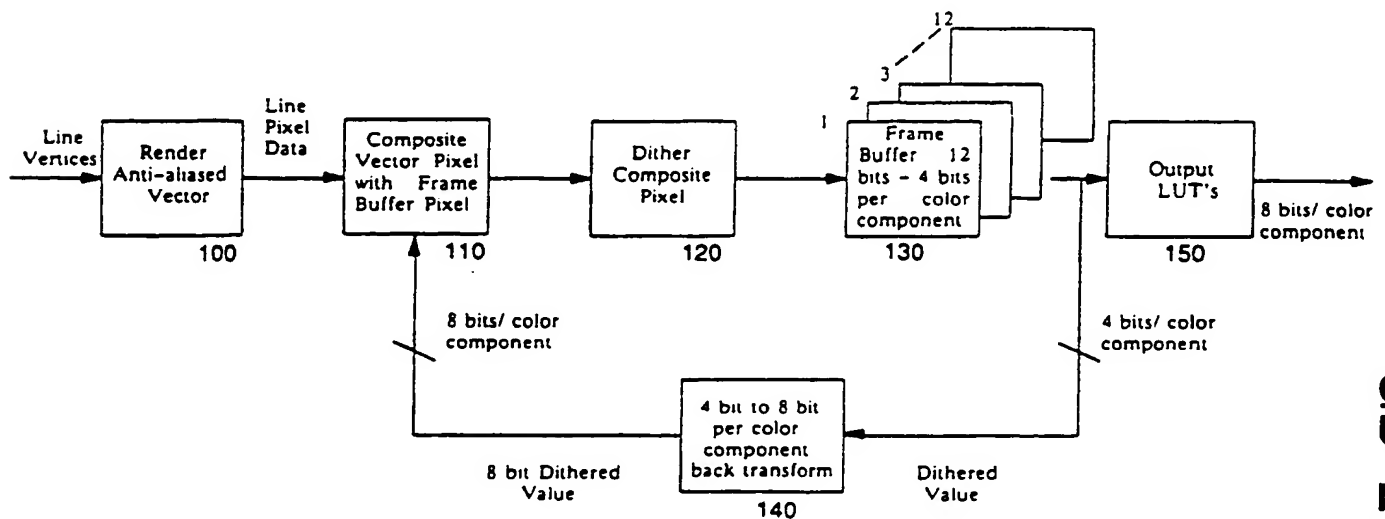 Line
Vertices
Render
Anti-aliased
Vector
100
Line
Pixel
Data
Composite
Vector Pixel
with Frame
Buffer Pixel
110
Dither
Composite
Pixel
120
1
2
3
12
Frame
Buffer 12
bits - 4 bits
per color
component
130
Output
LUT's
150
8 bits/color
component
8 bits/ color
component
4 bits/ color
component
4 bit to 8 bit
per color
component
back transform
140
8 bit Dithered
Value
Dithered
Value